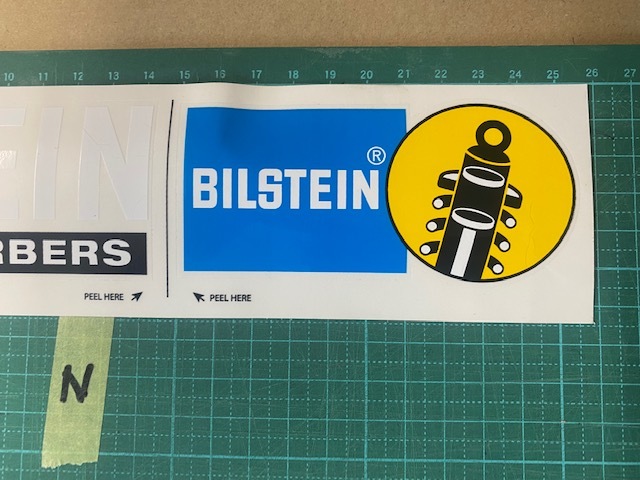 10 11 12 13 14 15 16 17 18 19 20 21 22 23 24 25 26 27
EIN
RBERS
PEEL HERE
BILSTEIN®
PEEL HERE
N